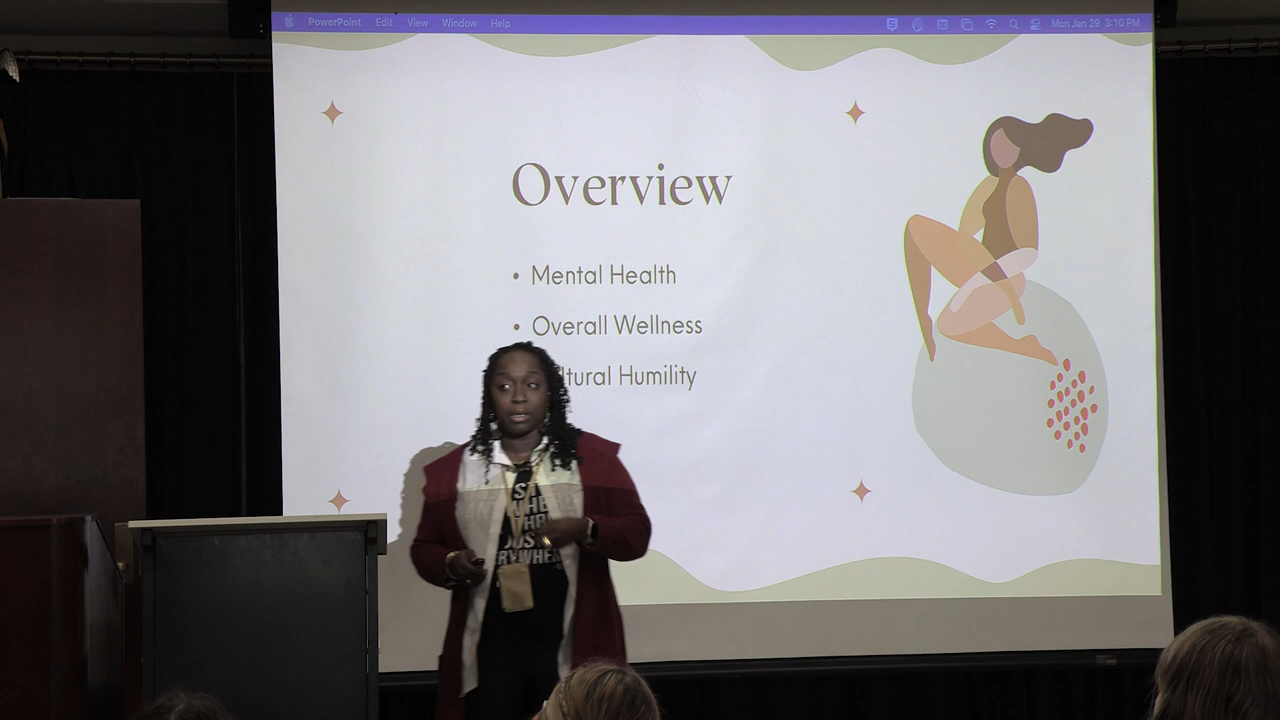 PowerPoint Edit View Window Help Mon Jan 29 3:10 PM
Overview
• Mental Health
• Overall Wellness
ltural Humility